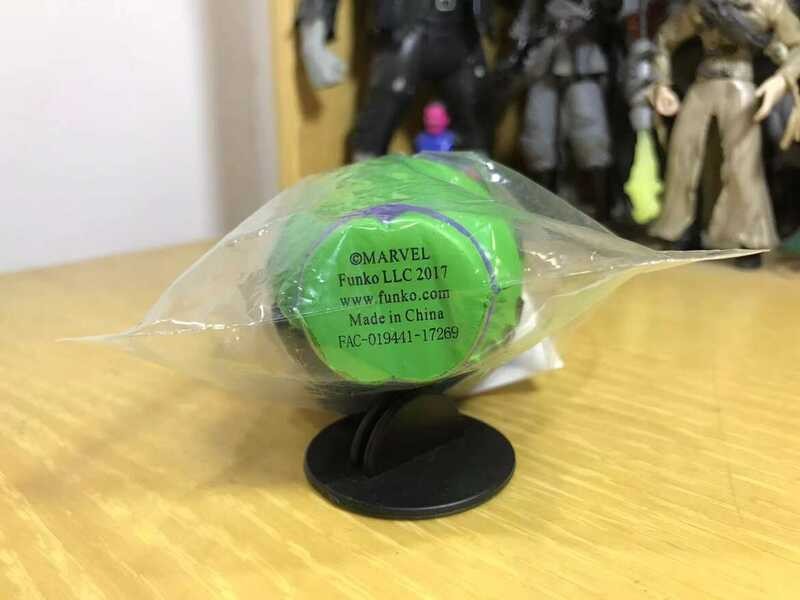 ©MARVEL
Funko LLC 2017
www.funko.com
Made in China
FAC-019441-17269